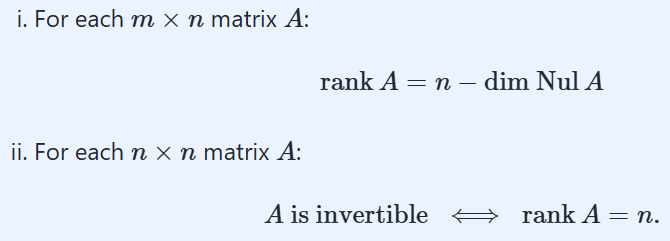 i. For each m × n matrix A:
rank A = n − dim Nul A
ii. For each n × n matrix A:
A is invertible ⟺ rank A = n.